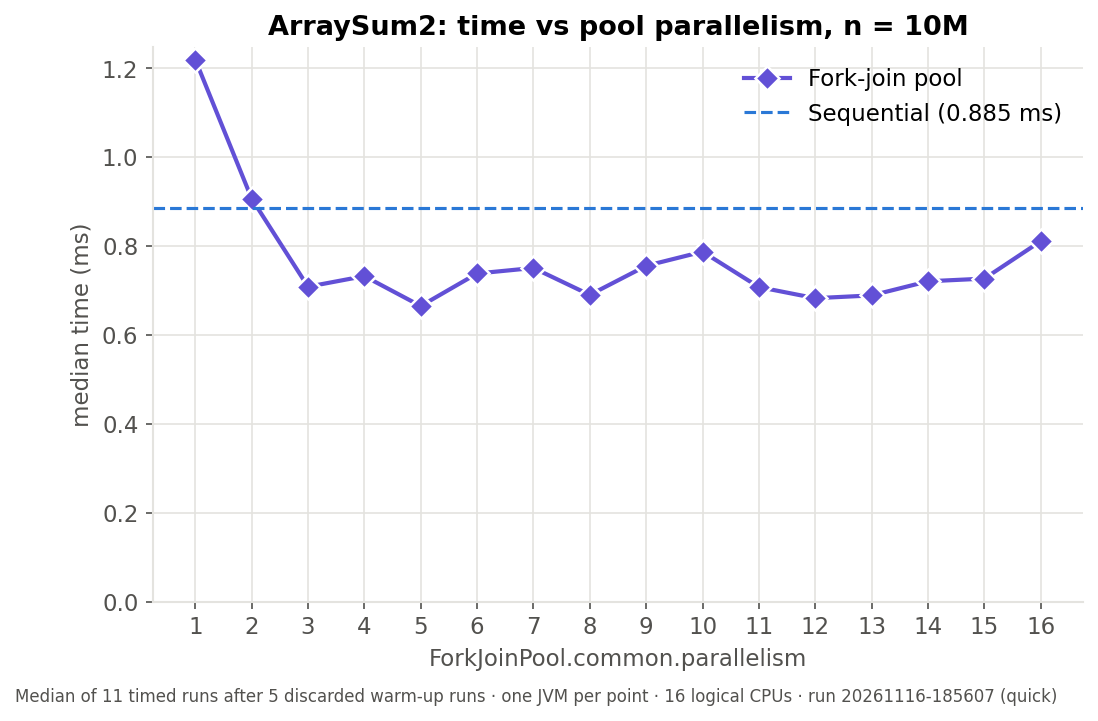 ArraySum2: time vs pool parallelism, n = 10M
Fork-join pool
Sequential (0.885 ms)
median time (ms)
1.2
1.0
0.8
0.6
0.4
0.2
0.0
1 2 3 4 5 6 7 8 9 10 11 12 13 14 15 16
ForkJoinPool.common.parallelism
Median of 11 timed runs after 5 discarded warm-up runs · one JVM per point · 16 logical CPUs · run 20261116-185607 (quick)